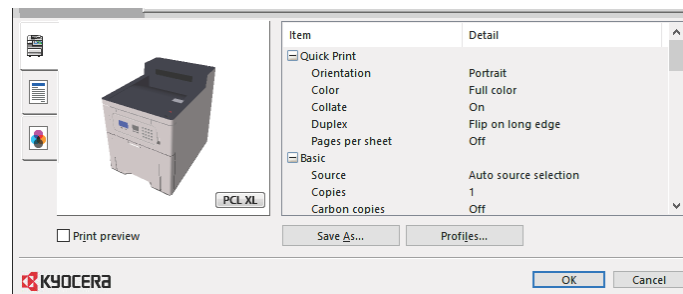 Item Detail
Quick Print
Orientation Portrait
Color Full color
Collate On
Duplex Flip on long edge
Pages per sheet Off
Basic
Source Auto source selection
Copies 1
Carbon copies Off
PCL XL
Print preview Save As... Profiles...
KYOCERA OK Cancel